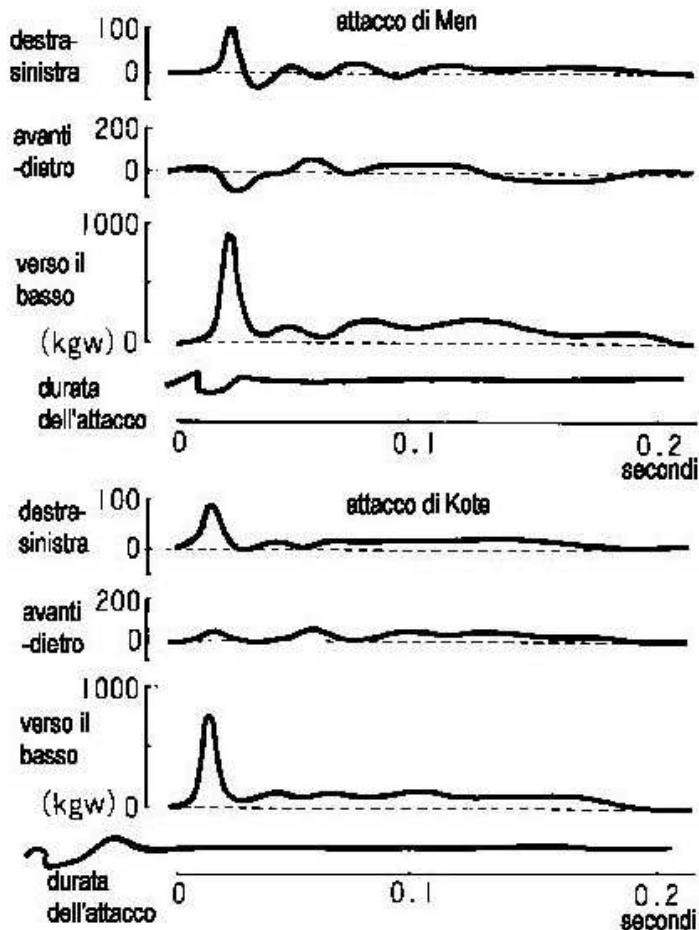 attacco di Men
destra-
sinistra
100
0
avanti
-dietro
200
0
verso il
basso
(kgw)
1000
0
durata
dell'attacco
0
0.1
0.2
secondi
attacco di Kote
destra-
sinistra
100
0
avanti
-dietro
200
0
verso il
basso
(kgw)
1000
0
durata
dell'attacco
0
0.1
0.2
secondi